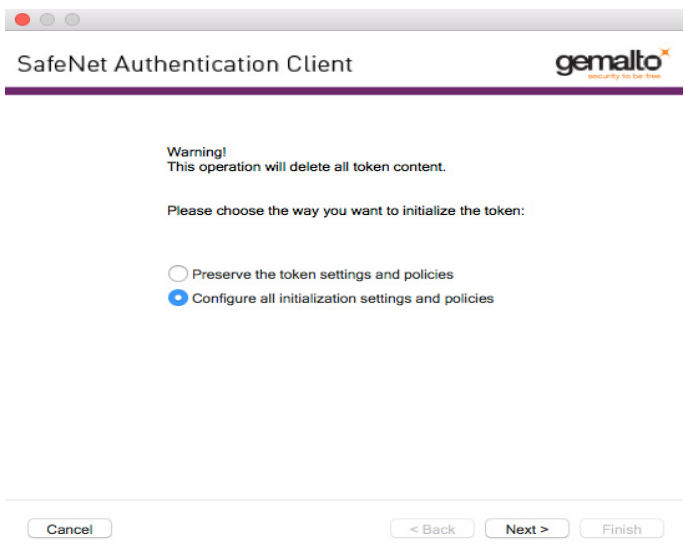 SafeNet Authentication Client
gemalto
security to be free
Warning!
This operation will delete all token content.
Please choose the way you want to initialize the token:
Preserve the token settings and policies
Configure all initialization settings and policies
Cancel
< Back
Next >
Finish